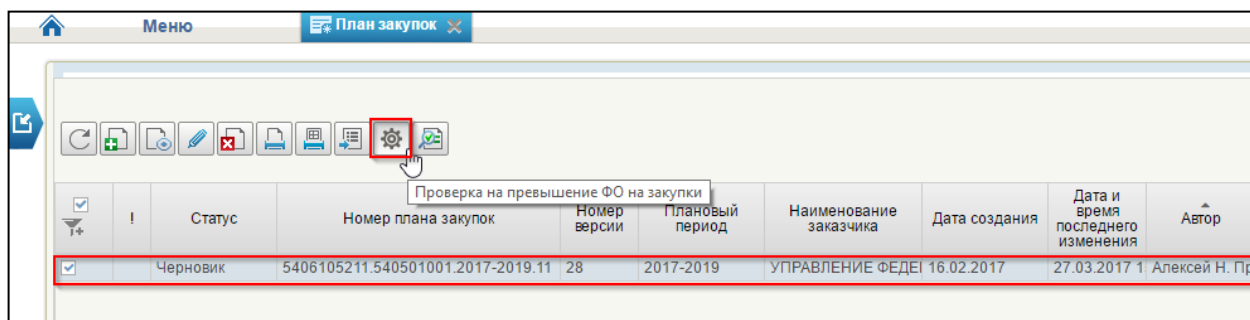 Меню
План закупок
Проверка на превышение ФО на закупки
!
Статус
Номер плана закупок
Номер
версии
Плановый
период
Наименование
заказчика
Дата создания
Дата и
время
последнего
изменения
Автор
Черновик 5406105211.540501001.2017-2019.11 28 2017-2019 УПРАВЛЕНИЕ ФЕДЕ 16.02.2017 27.03.2017 1 Алексей Н. Пр